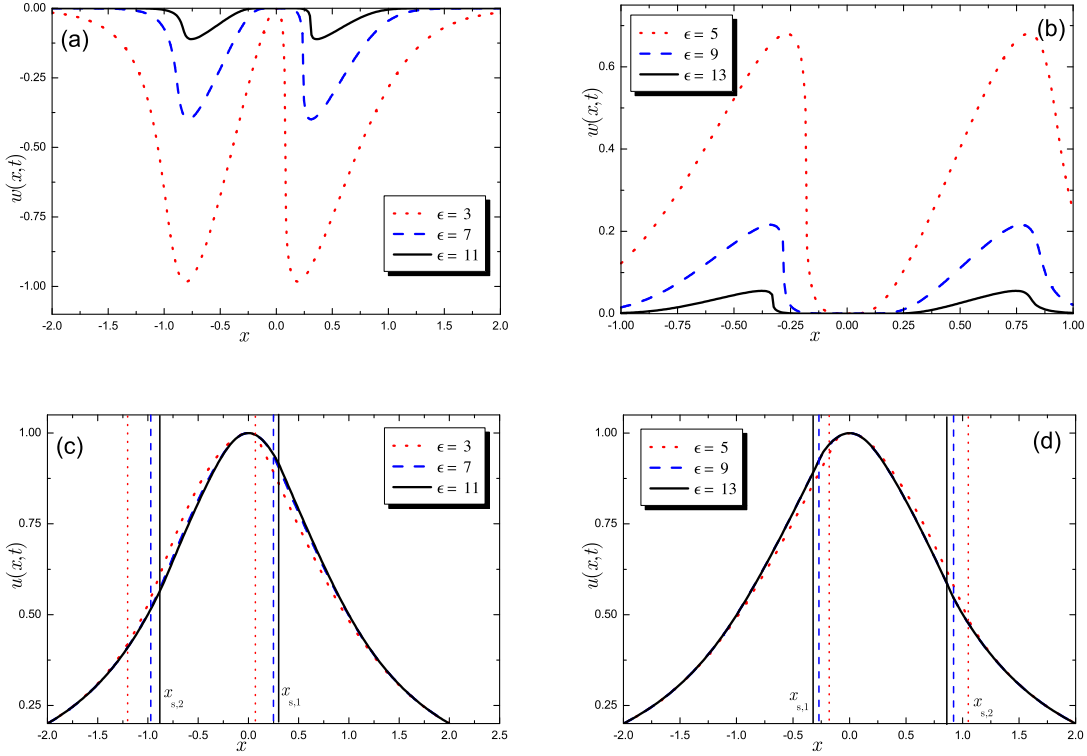 (a)
w(x,t)
0.00
-0.25
-0.50
-0.75
-1.00
-2.0 -1.5 -1.0 -0.5 0.0 0.5 1.0 1.5 2.0
x
ϵ = 3
ϵ = 7
ϵ = 11
(b)
w(x,t)
0.6
0.4
0.2
0.0
-1.00 -0.75 -0.50 -0.25 0.00 0.25 0.50 0.75 1.00
x
ϵ = 5
ϵ = 9
ϵ = 13
(c)
u(x,t)
1.00
0.75
0.50
0.25
-2.0 -1.5 -1.0 -0.5 0.0 0.5 1.0 1.5 2.0 2.5
x
ϵ = 3
ϵ = 7
ϵ = 11
x s,2
x s,1
(d)
u(x,t)
1.00
0.75
0.50
0.25
-2.0 -1.5 -1.0 -0.5 0.0 0.5 1.0 1.5 2.0
x
ϵ = 5
ϵ = 9
ϵ = 13
x s,1
x s,2